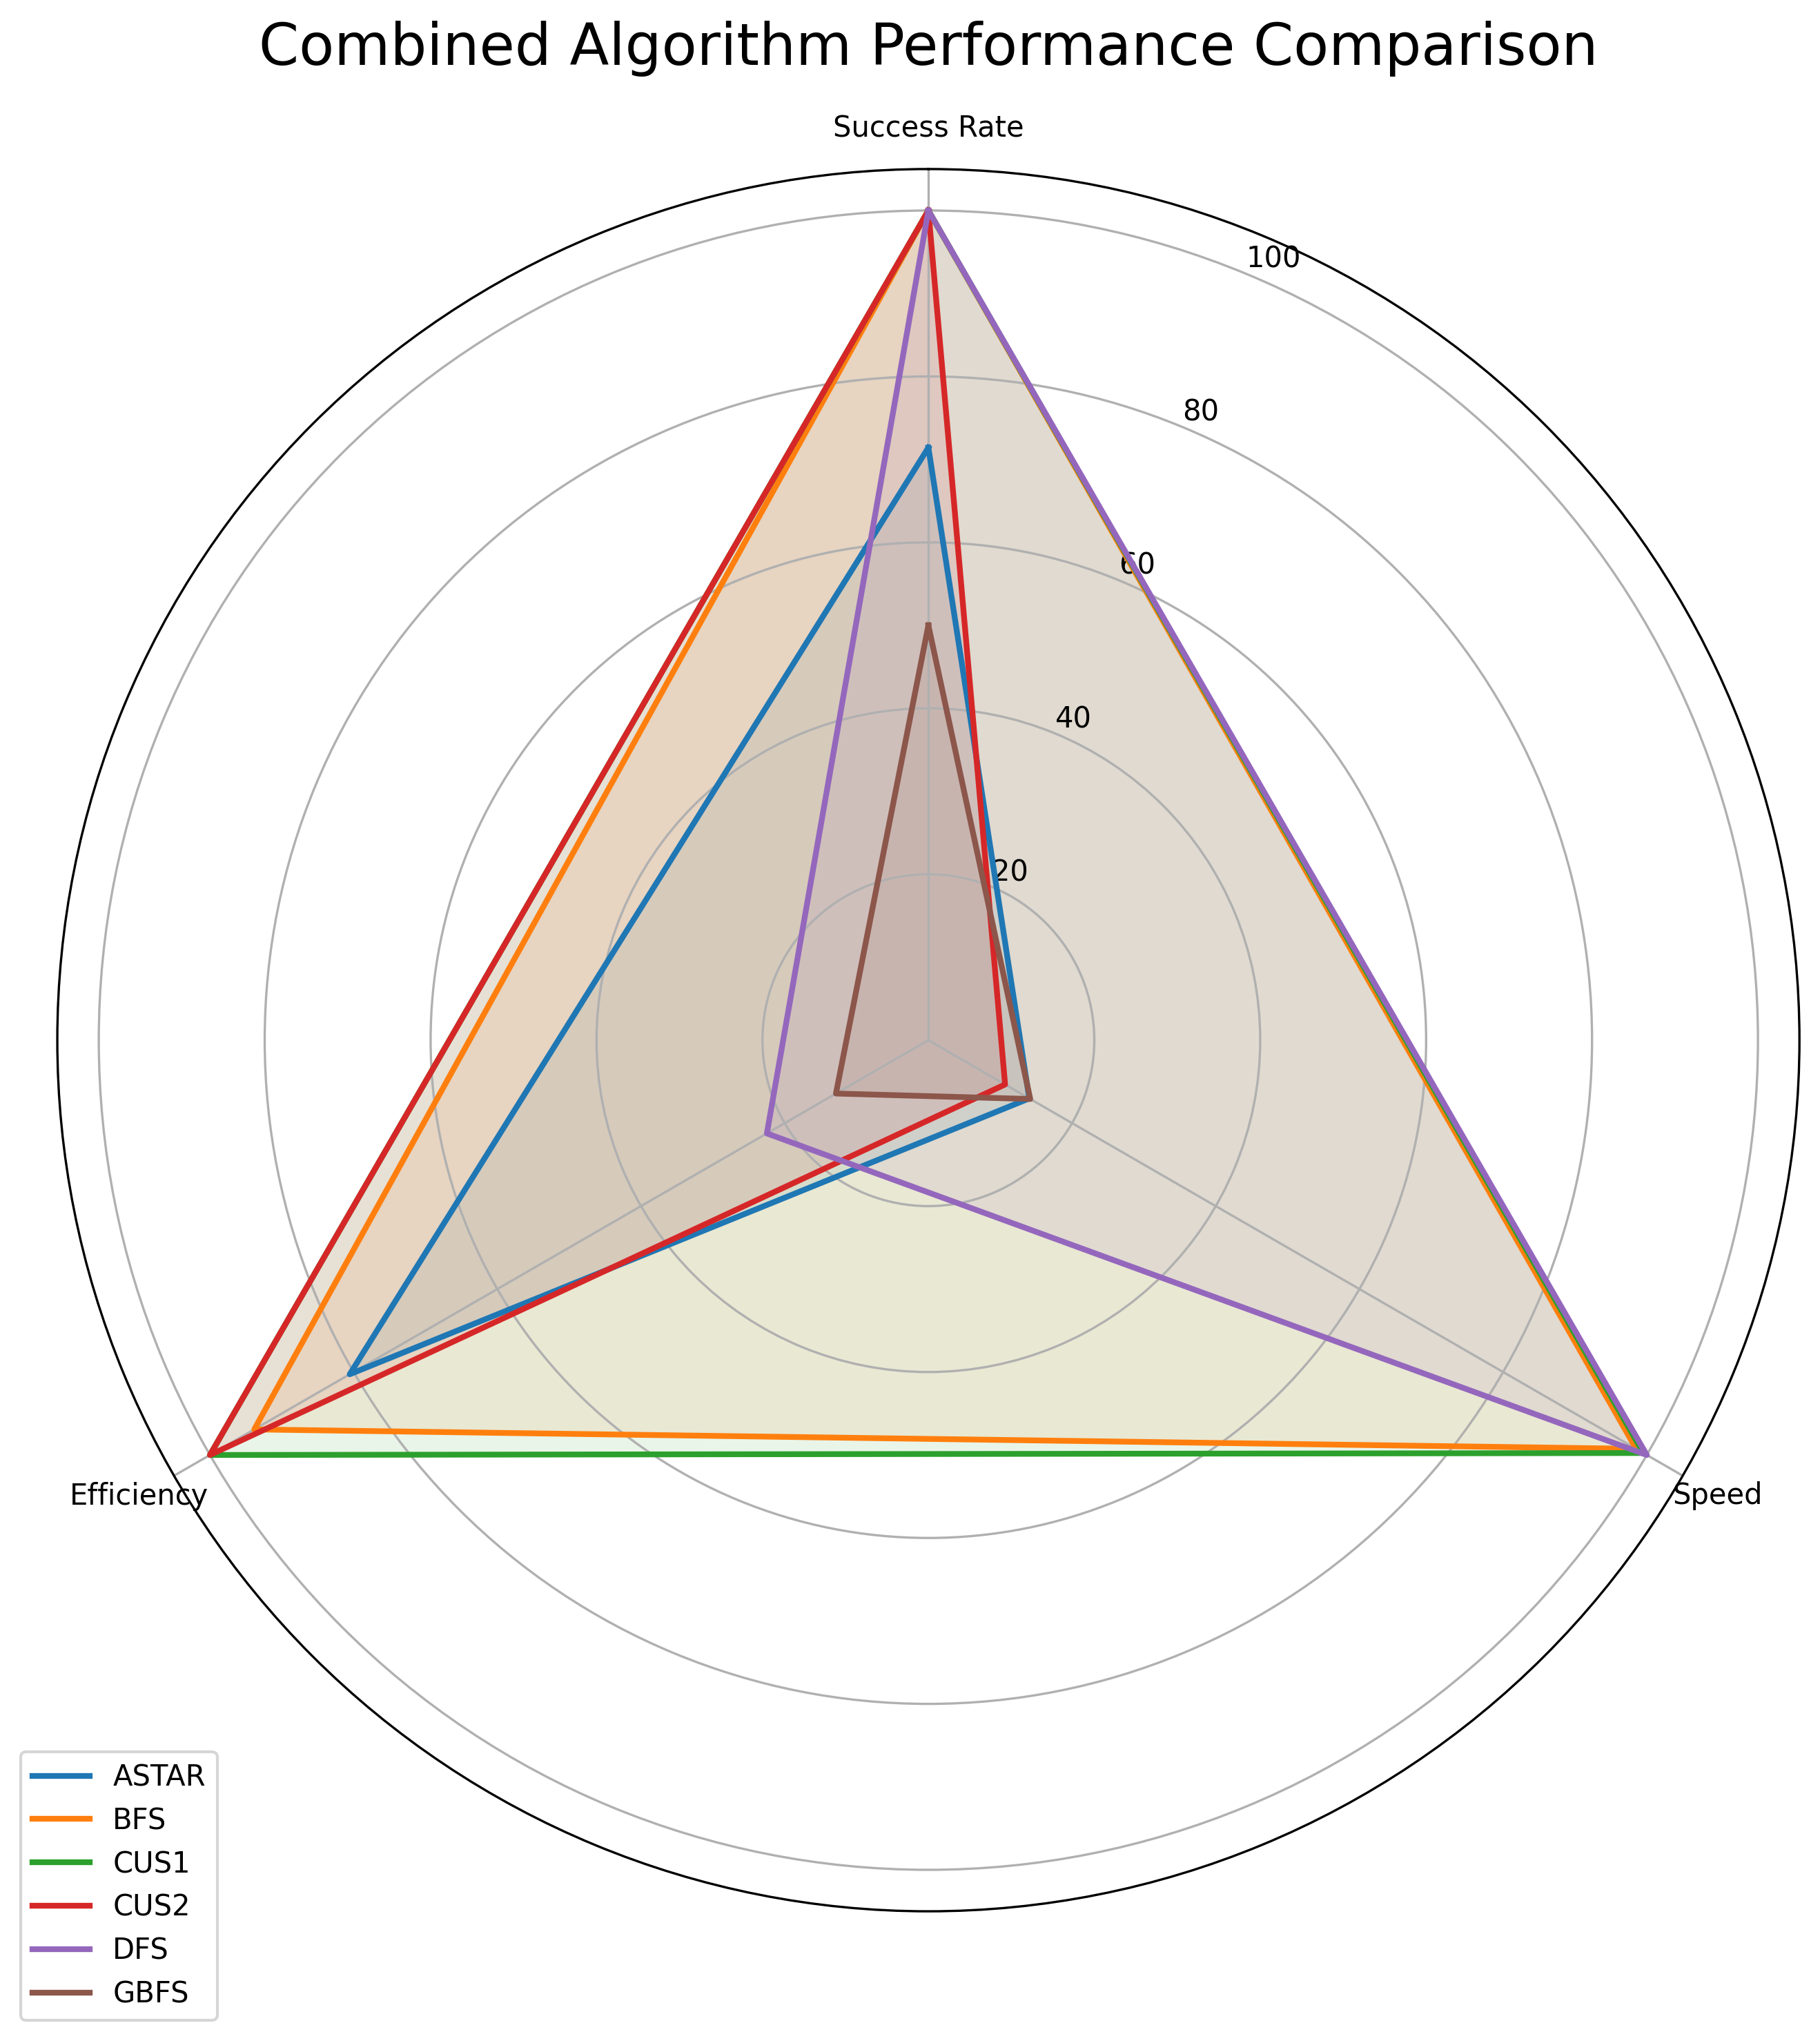 Combined Algorithm Performance Comparison
Success Rate
100
80
60
40
20
Efficiency
Speed
ASTAR
BFS
CUS1
CUS2
DFS
GBFS